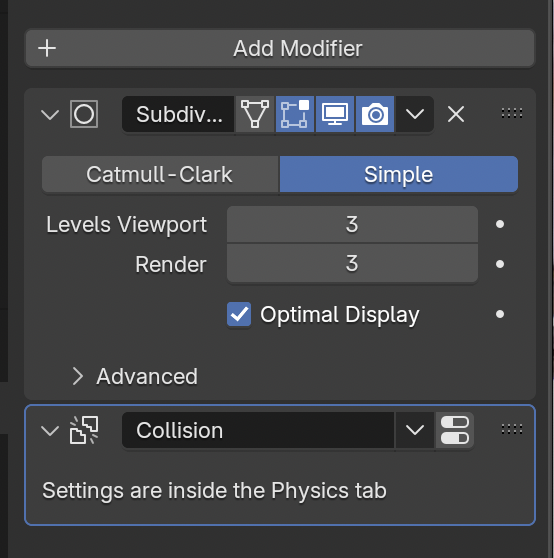 Add Modifier
Subdiv...
Catmull-Clark Simple
Levels Viewport 3
Render 3
Optimal Display
Advanced
Collision
Settings are inside the Physics tab